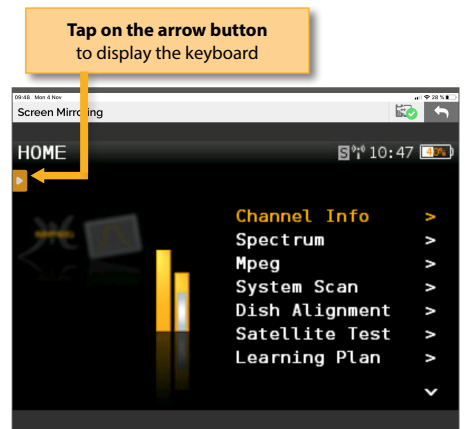 Tap on the arrow button
to display the keyboard
09:48 Mon 4 Nov
28 %
Screen Mirroring
HOME
S 10:47 40%
Channel Info >
Spectrum >
Mpeg >
System Scan >
Dish Alignment >
Satellite Test >
Learning Plan >